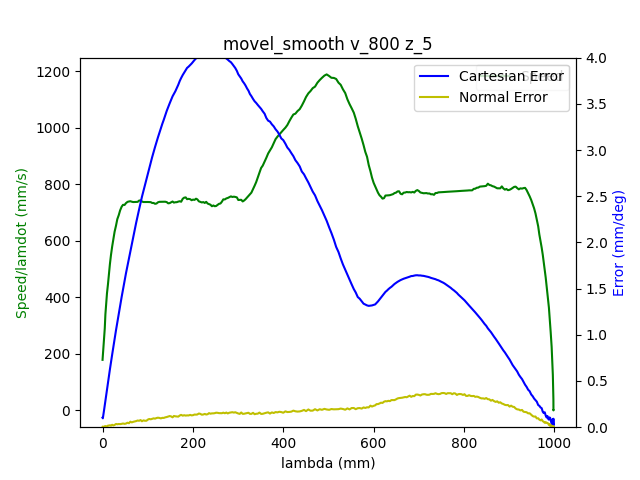 movel_smooth v_800 z_5
Cartesian Error
Normal Error
Speed/lamdot (mm/s)
1200
1000
800
600
400
200
0
4.0
3.5
3.0
2.5
2.0
1.5
1.0
0.5
0.0
Error (mm/deg)
0 200 400 600 800 1000
lambda (mm)